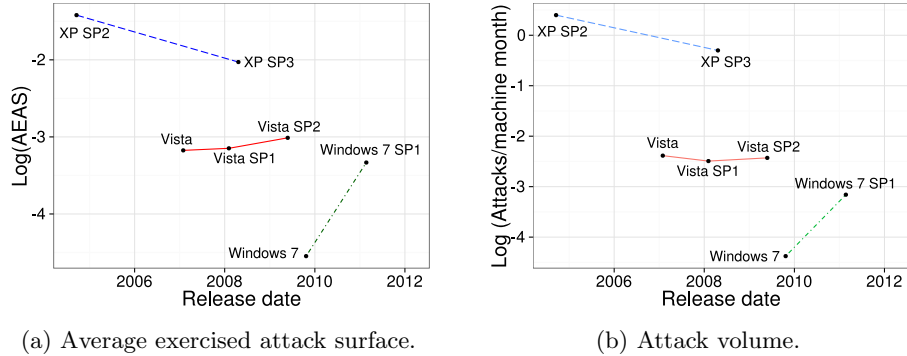 Log(AEAS)
-2
-3
-4
XP SP2
XP SP3
Vista
Vista SP1
Vista SP2
Windows 7 SP1
Windows 7
2006
2008
2010
2012
Release date
(a) Average exercised attack surface.
Log (Attacks/machine month)
0
-1
-2
-3
-4
XP SP2
XP SP3
Vista
Vista SP1
Vista SP2
Windows 7 SP1
Windows 7
2006
2008
2010
2012
Release date
(b) Attack volume.